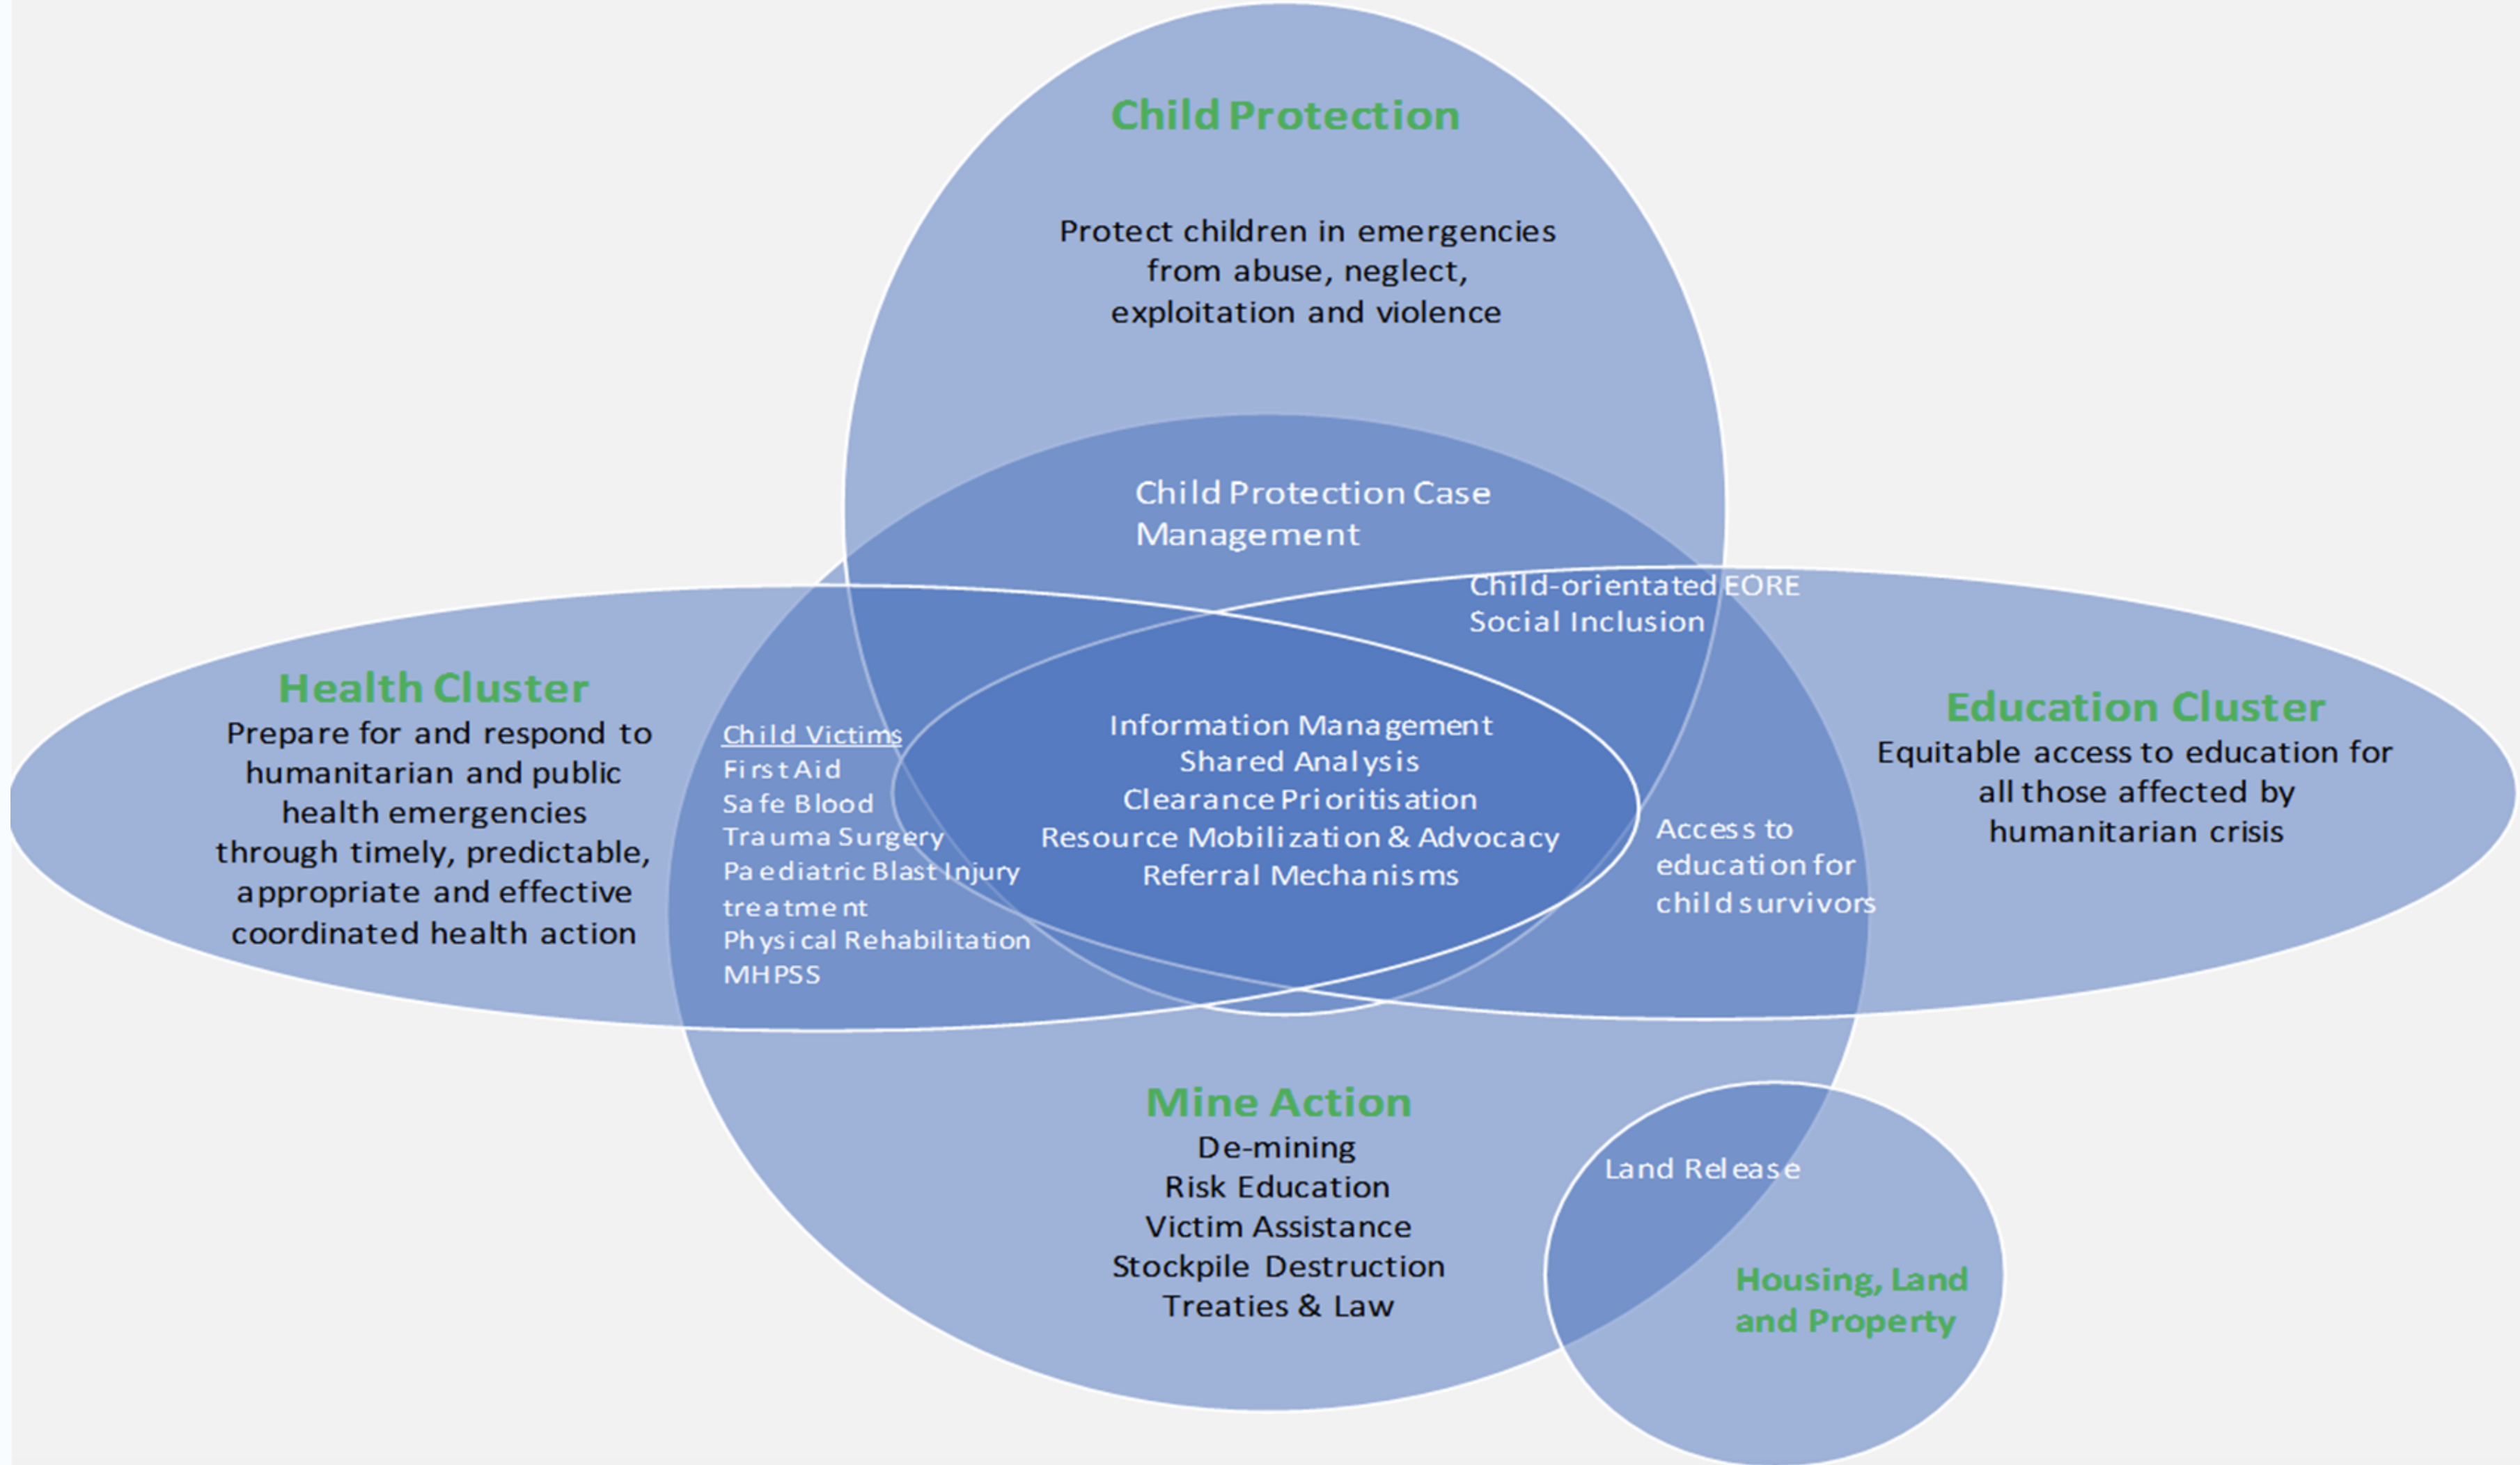 Child Protection
Protect children in emergencies
from abuse, neglect,
exploitation and violence
Child Protection Case
Management
Child-orientated EORE
Social Inclusion
Health Cluster
Prepare for and respond to
humanitarian and public
health emergencies
through timely, predictable,
appropriate and effective
coordinated health action
Child Victims
First Aid
Safe Blood
Trauma Surgery
Paediatric Blast Injury
treatment
Physical Rehabilitation
MHPSS
Information Management
Shared Analysis
Clearance Prioritisation
Resource Mobilization & Advocacy
Referral Mechanisms
Access to
education for
child survivors
Education Cluster
Equitable access to education for
all those affected by
humanitarian crisis
Mine Action
De-mining
Risk Education
Victim Assistance
Stockpile Destruction
Treaties & Law
Land Release
Housing, Land
and Property